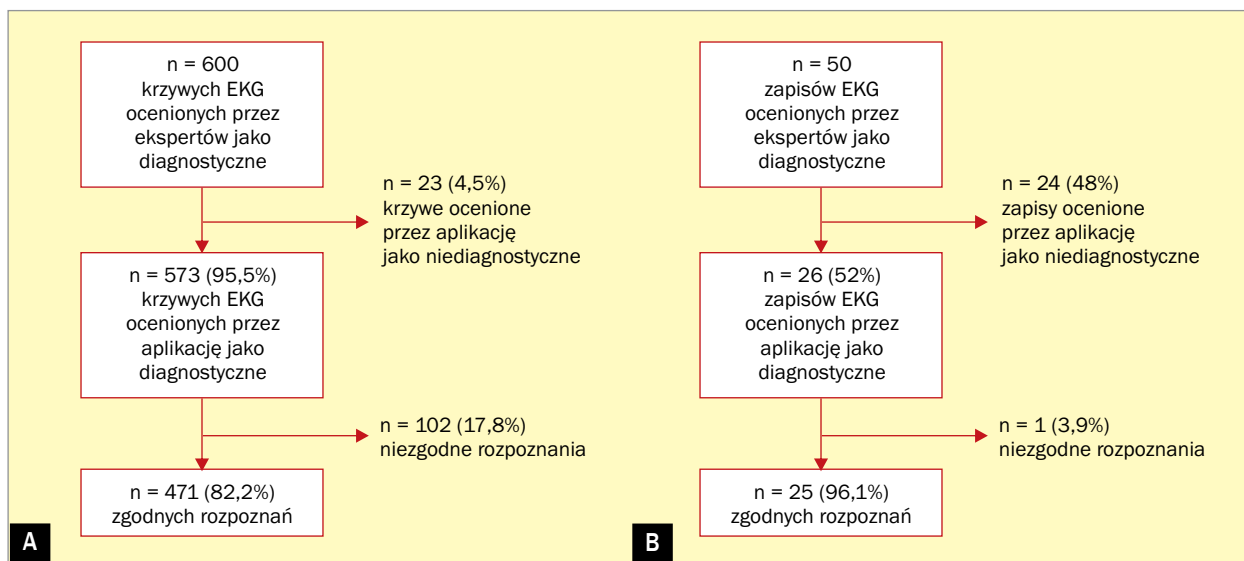 n = 600
krzywych EKG
ocenionych przez
ekspertów jako
diagnostyczne
n = 23 (4,5%)
krzywe ocenione
przez aplikację
jako niediagnostyczne
n = 573 (95,5%)
krzywych EKG
ocenionych przez
aplikację jako
diagnostyczne
n = 102 (17,8%)
niezgodne rozpoznania
n = 471 (82,2%)
zgodnych rozpoznań
A
n = 50
zapisów EKG
ocenionych przez
ekspertów jako
diagnostyczne
n = 24 (48%)
zapisy ocenione
przez aplikację
jako niediagnostyczne
n = 26 (52%)
zapisów EKG
ocenionych przez
aplikację jako
diagnostyczne
n = 1 (3,9%)
niezgodne rozpoznania
n = 25 (96,1%)
zgodnych rozpoznań
B